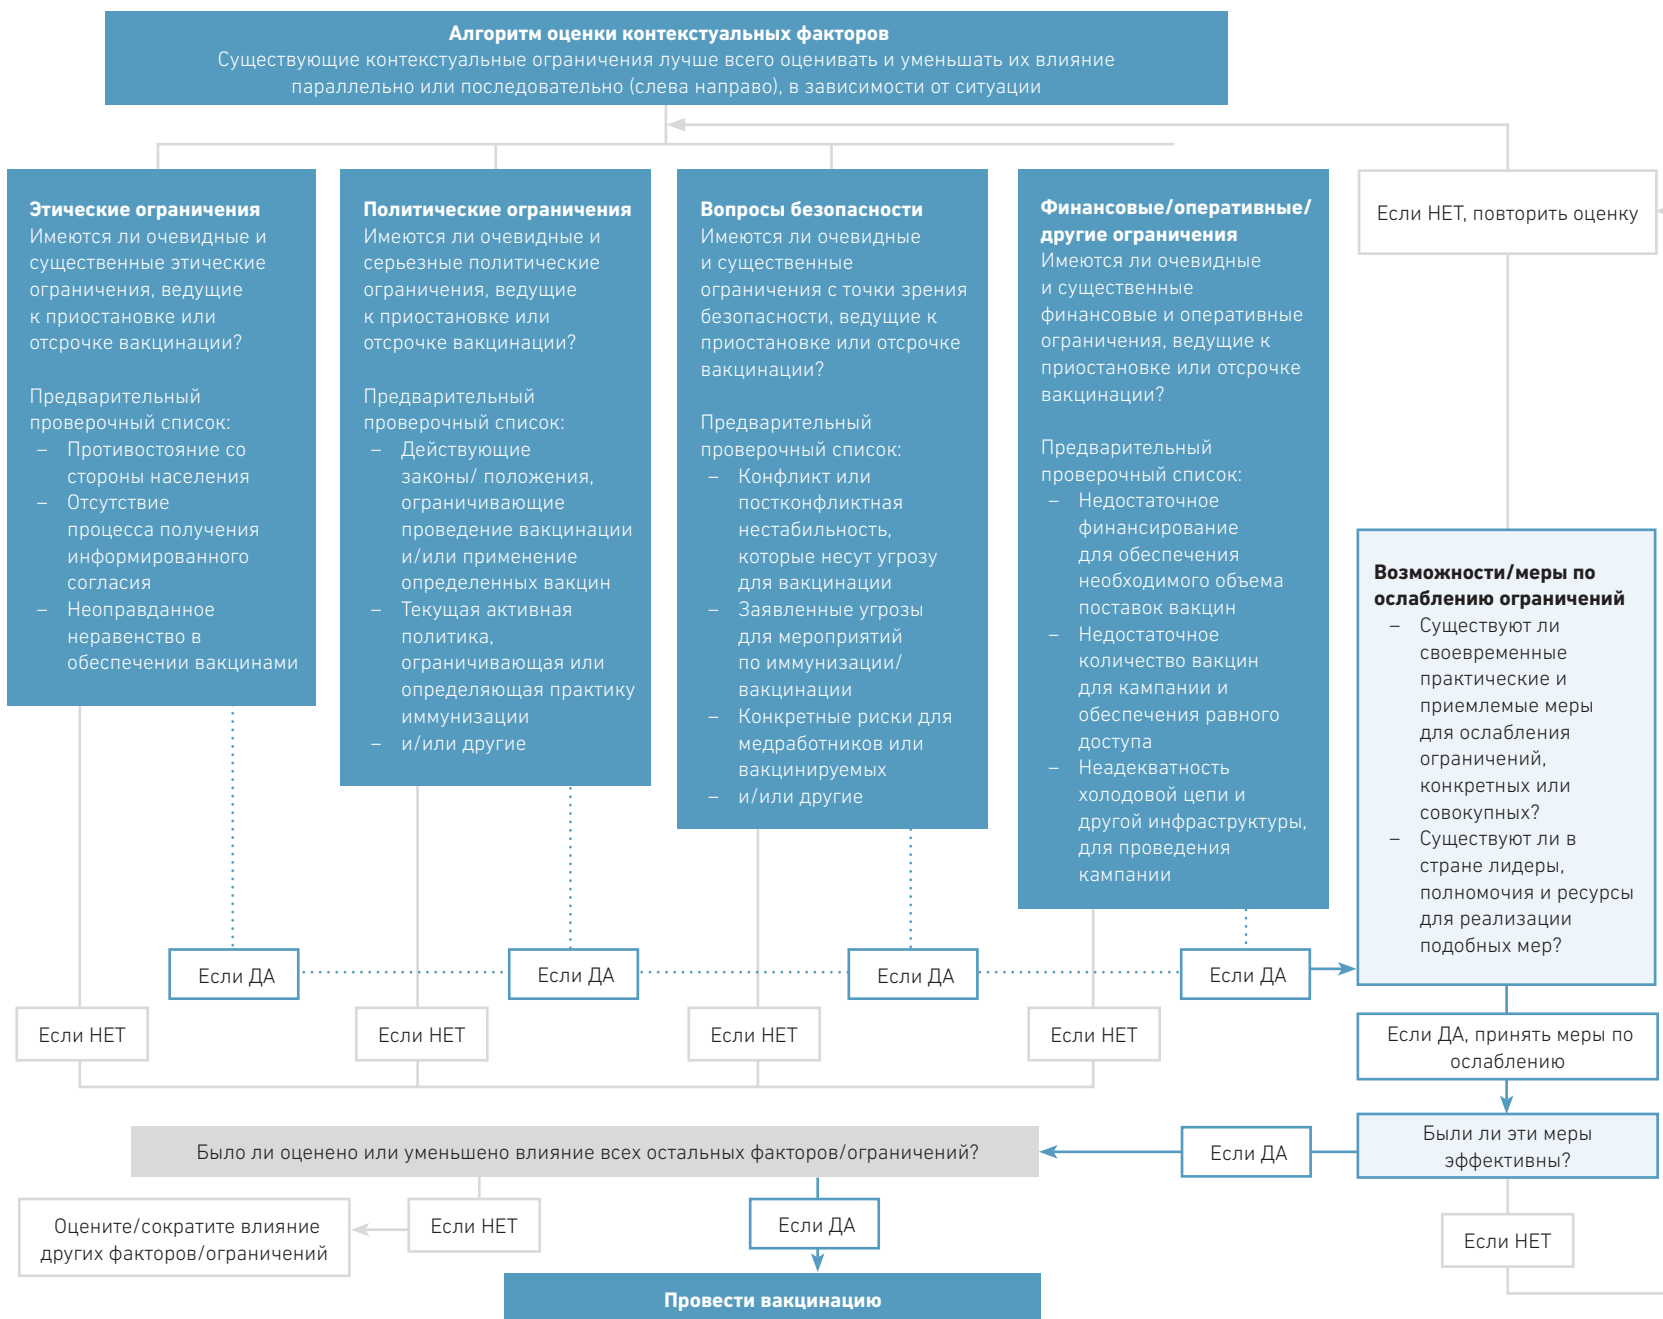 Алгоритм оценки контекстуальных факторов
Существующие контекстуальные ограничения лучше всего оценивать и уменьшать их влияние
параллельно или последовательно (слева направо), в зависимости от ситуации
Этические ограничения
Имеются ли очевидные и
существенные этические
ограничения, ведущие
к приостановке или
отсрочке вакцинации?
Предварительный
проверочный список:
– Противостояние со
стороны населения
– Отсутствие
процесса получения
информированного
согласия
– Неоправданное
неравенство в
обеспечении вакцинами
Политические ограничения
Имеются ли очевидные и
серьезные политические
ограничения, ведущие
к приостановке или
отсрочке вакцинации?
Предварительный
проверочный список:
– Действующие
законы/ положения,
ограничивающие
проведение вакцинации
и/или применение
определенных вакцин
– Текущая активная
политика,
ограничивающая или
определяющая практику
иммунизации
– и/или другие
Вопросы безопасности
Имеются ли очевидные
и существенные
ограничения с точки зрения
безопасности, ведущие к
приостановке или отсрочке
вакцинации?
Предварительный
проверочный список:
– Конфликт или
постконфликтная
нестабильность,
которые несут угрозу
для вакцинации
– Заявленные угрозы
для мероприятий
по иммунизации/
вакцинации
– Конкретные риски для
медработников или
вакцинируемых
– и/или другие
Финансовые/оперативные/
другие ограничения
Имеются ли очевидные
и существенные
финансовые и оперативные
ограничения, ведущие к
приостановке или отсрочке
вакцинации?
Предварительный
проверочный список:
– Недостаточное
финансирование
для обеспечения
необходимого объема
поставок вакцин
– Недостаточное
количество вакцин
для кампании и
обеспечения равного
доступа
– Неадекватность
холодовой цепи и
другой инфраструктуры,
для проведения
кампании
Если НЕТ, повторить оценку
Возможности/меры по
ослаблению ограничений
– Существуют ли
своевременные
практические и
приемлемые меры
для ослабления
ограничений,
конкретных или
совокупных?
– Существуют ли в
стране лидеры,
полномочия и ресурсы
для реализации
подобных мер?
Если ДА
Если ДА
Если ДА
Если ДА
Если НЕТ
Если НЕТ
Если НЕТ
Если НЕТ
Если ДА, принять меры по
ослаблению
Были ли эти меры
эффективны?
Если ДА
Было ли оценено или уменьшено влияние всех остальных факторов/ограничений?
Оцените/сократите влияние
других факторов/ограничений
Если НЕТ
Если ДА
Если НЕТ
Провести вакцинацию